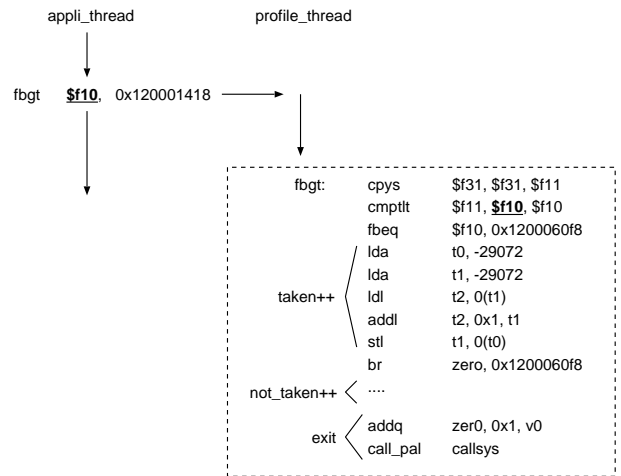 appli_thread profile_thread
fbgt $f10, 0x120001418
fbgt: cpys $f31, $f31, $f11
cmptlt $f11, $f10, $f10
fbeq $f10, 0x1200060f8
lda t0, -29072
lda t1, -29072
taken++ ldl t2, 0(t1)
addl t2, 0x1, t1
stl t1, 0(t0)
br zero, 0x1200060f8
not_taken++ ....
addq zer0, 0x1, v0
exit
call_pal callsys